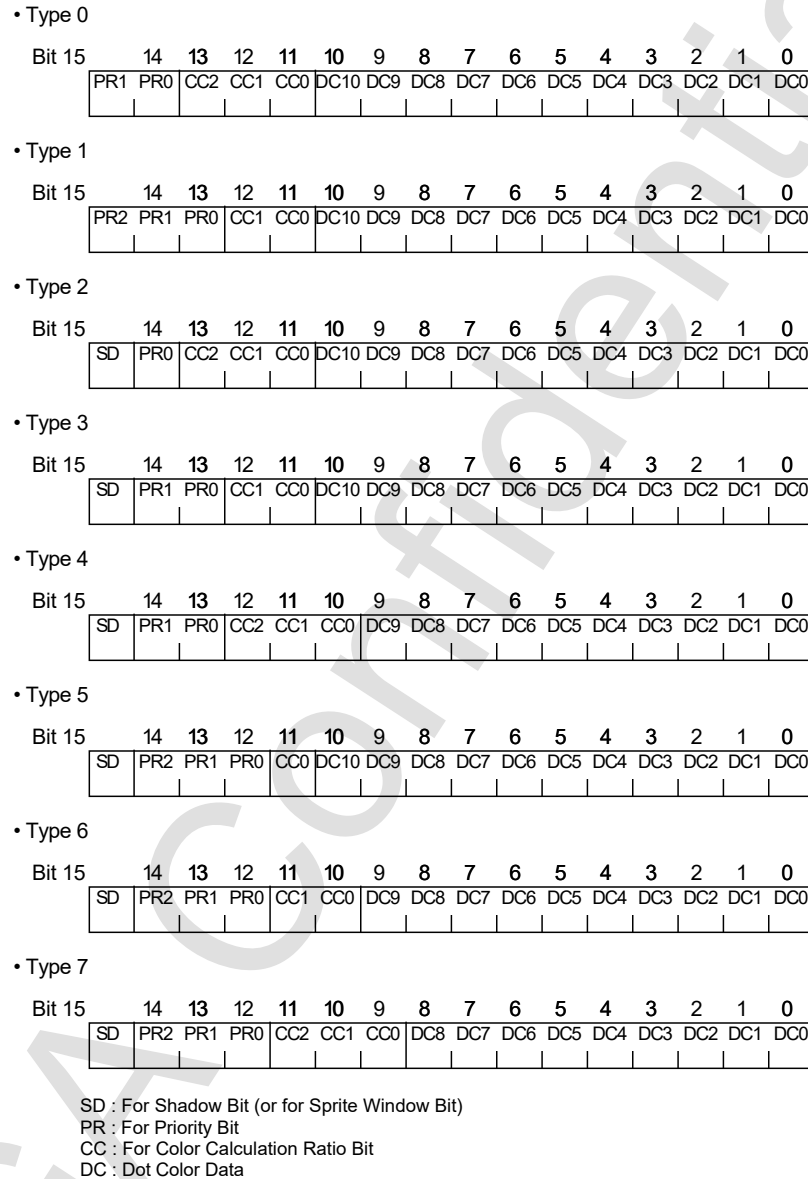 • Type 0
Bit 15 14 13 12 11 10 9 8 7 6 5 4 3 2 1 0
PR1 PR0 CC2 CC1 CC0 DC10 DC9 DC8 DC7 DC6 DC5 DC4 DC3 DC2 DC1 DC0
• Type 1
Bit 15 14 13 12 11 10 9 8 7 6 5 4 3 2 1 0
PR2 PR1 PR0 CC1 CC0 DC10 DC9 DC8 DC7 DC6 DC5 DC4 DC3 DC2 DC1 DC0
• Type 2
Bit 15 14 13 12 11 10 9 8 7 6 5 4 3 2 1 0
SD PR0 CC2 CC1 CC0 DC10 DC9 DC8 DC7 DC6 DC5 DC4 DC3 DC2 DC1 DC0
• Type 3
Bit 15 14 13 12 11 10 9 8 7 6 5 4 3 2 1 0
SD PR1 PR0 CC1 CC0 DC10 DC9 DC8 DC7 DC6 DC5 DC4 DC3 DC2 DC1 DC0
• Type 4
Bit 15 14 13 12 11 10 9 8 7 6 5 4 3 2 1 0
SD PR1 PR0 CC2 CC1 CC0 DC9 DC8 DC7 DC6 DC5 DC4 DC3 DC2 DC1 DC0
• Type 5
Bit 15 14 13 12 11 10 9 8 7 6 5 4 3 2 1 0
SD PR2 PR1 PR0 CC0 DC10 DC9 DC8 DC7 DC6 DC5 DC4 DC3 DC2 DC1 DC0
• Type 6
Bit 15 14 13 12 11 10 9 8 7 6 5 4 3 2 1 0
SD PR2 PR1 PR0 CC1 CC0 DC9 DC8 DC7 DC6 DC5 DC4 DC3 DC2 DC1 DC0
• Type 7
Bit 15 14 13 12 11 10 9 8 7 6 5 4 3 2 1 0
SD PR2 PR1 PR0 CC2 CC1 CC0 DC8 DC7 DC6 DC5 DC4 DC3 DC2 DC1 DC0
SD : For Shadow Bit (or for Sprite Window Bit)
PR : For Priority Bit
CC : For Color Calculation Ratio Bit
DC : Dot Color Data